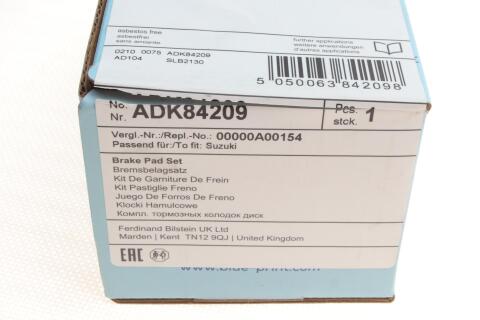 asbestos free
asbestfrei
sans amiante
0210 0075 ADK84209
AD104 SLB2130
further applications
weitere anwendungen
d'autres applications
5 050063 842098
No.
Nr. ADK84209
Pcs.
stck. 1
Vergl.-Nr.:/Repl.-No.: 00000A00154
Passend für:/To fit: Suzuki
Brake Pad Set
Bremsbelagsatz
Kit De Garniture De Frein
Kit Pastiglie Freno
Juego De Forros De Freno
Klocki Hamulcowe
Компл. тормозных колодок диск
Ferdinand Bilstein UK Ltd
Marden | Kent TN12 9QJ | United Kingdom
EAC
www.blue-print.com